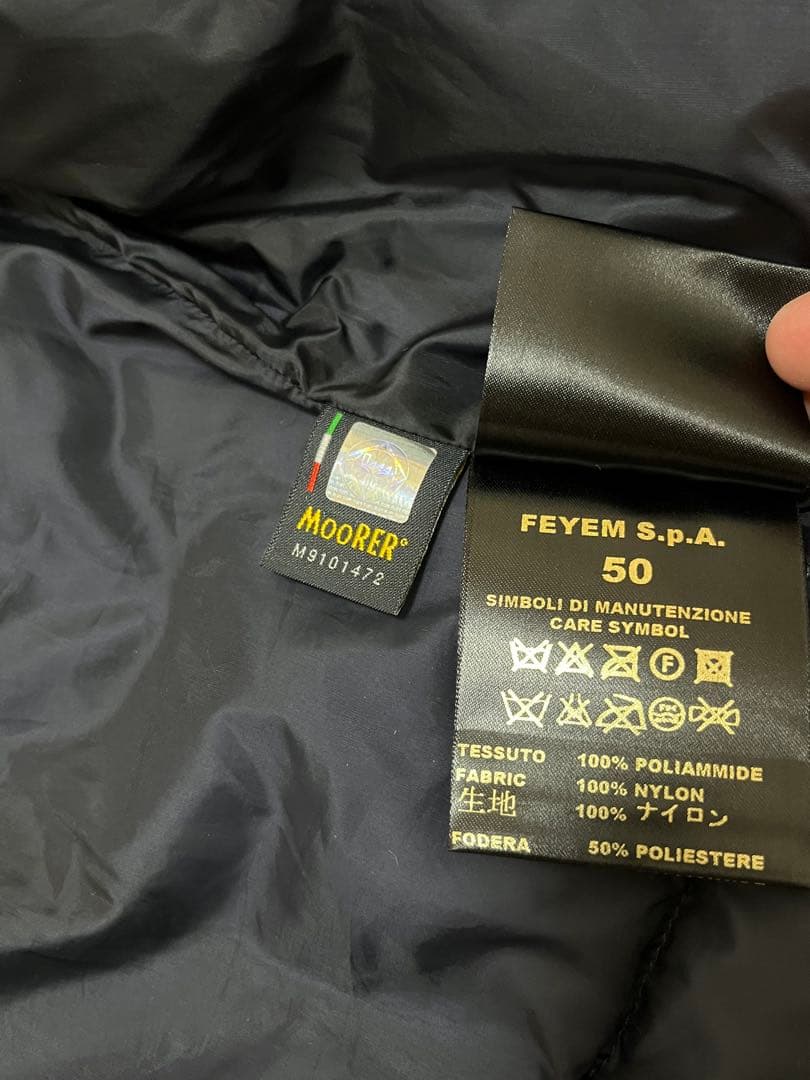 MOORER
M9101472
FEYEM S.p.A.
50
SIMBOLI DI MANUTENZIONE
CARE SYMBOL
F
TESSUTO 100% POLIAMMIDE
FABRIC 100% NYLON
生地 100% ナイロン
FODERA 50% POLIESTERE